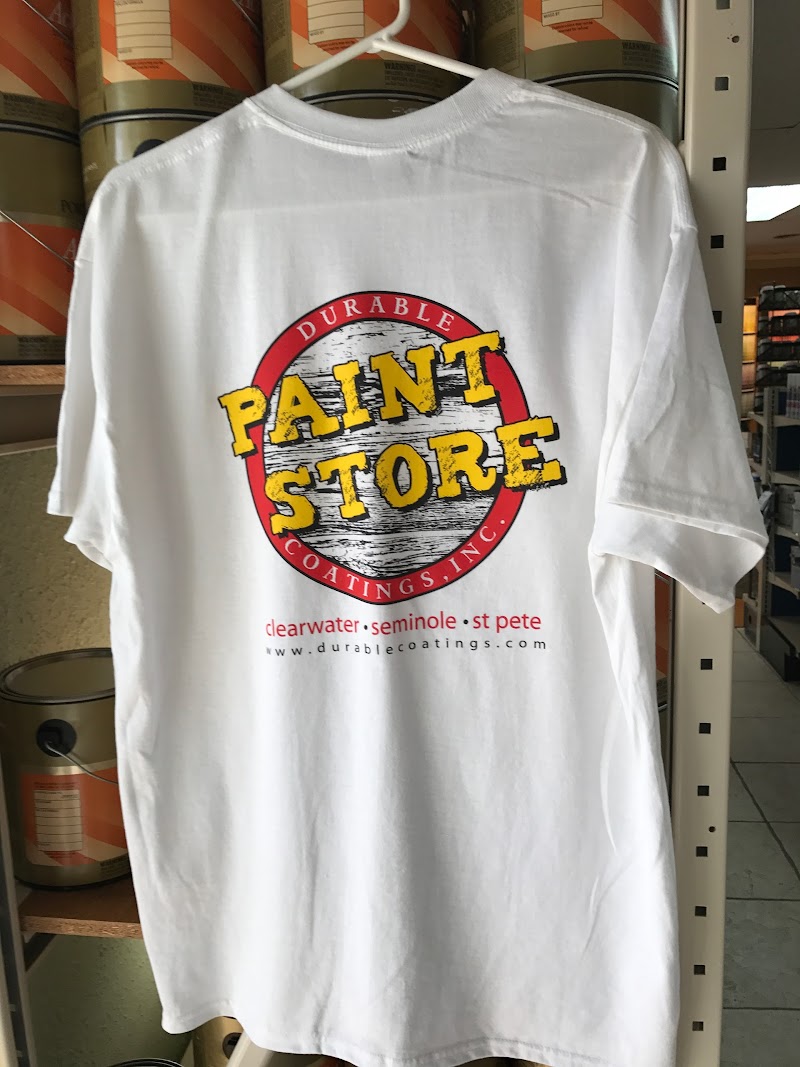 DURABLE
PAINT
STORE
COATINGS, INC.
clearwater • seminole • st pete
www.durablecoatings.com